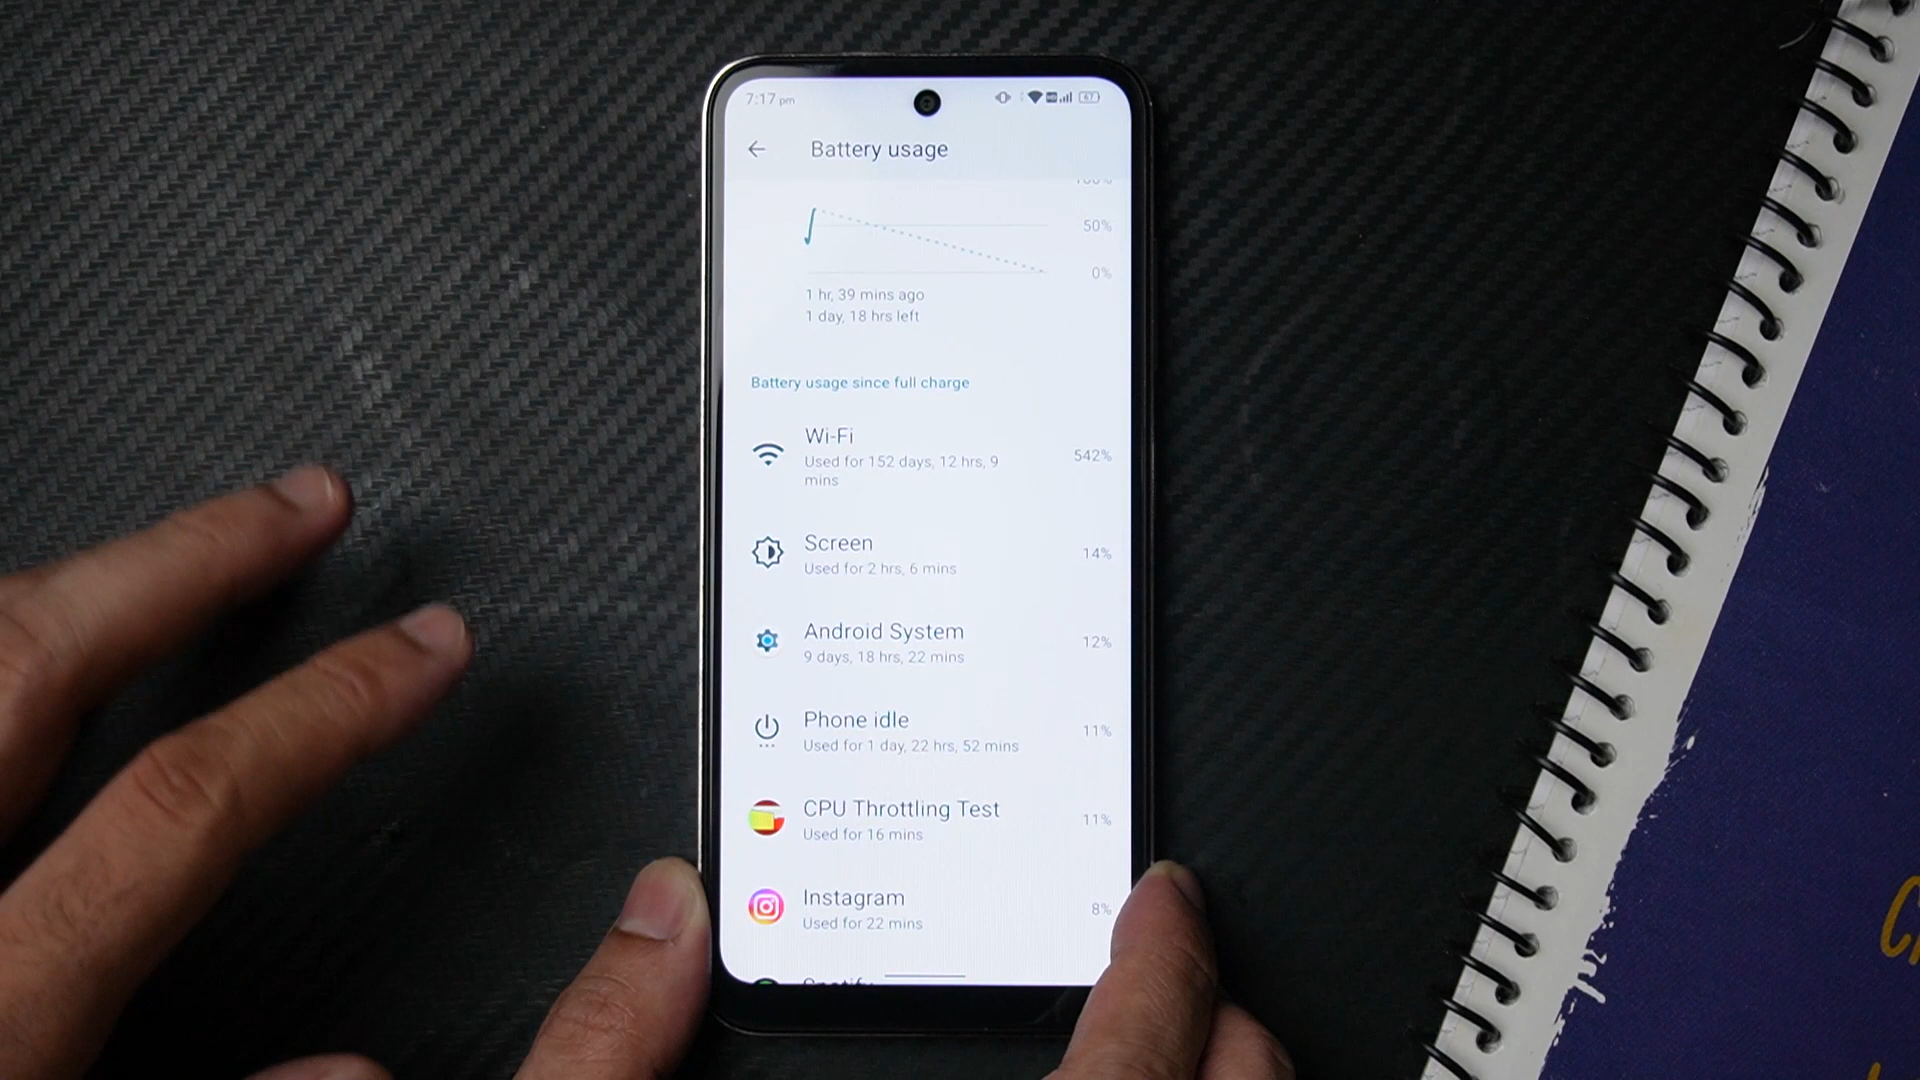 7:17 pm
67
Battery usage
100%
50%
0%
1 hr, 39 mins ago
1 day, 18 hrs left
Battery usage since full charge
Wi-Fi
Used for 152 days, 12 hrs, 9
mins
542%
Screen
Used for 2 hrs, 6 mins
14%
Android System
9 days, 18 hrs, 22 mins
12%
Phone idle
Used for 1 day, 22 hrs, 52 mins
11%
CPU Throttling Test
Used for 16 mins
11%
Instagram
Used for 22 mins
8%
Spotify